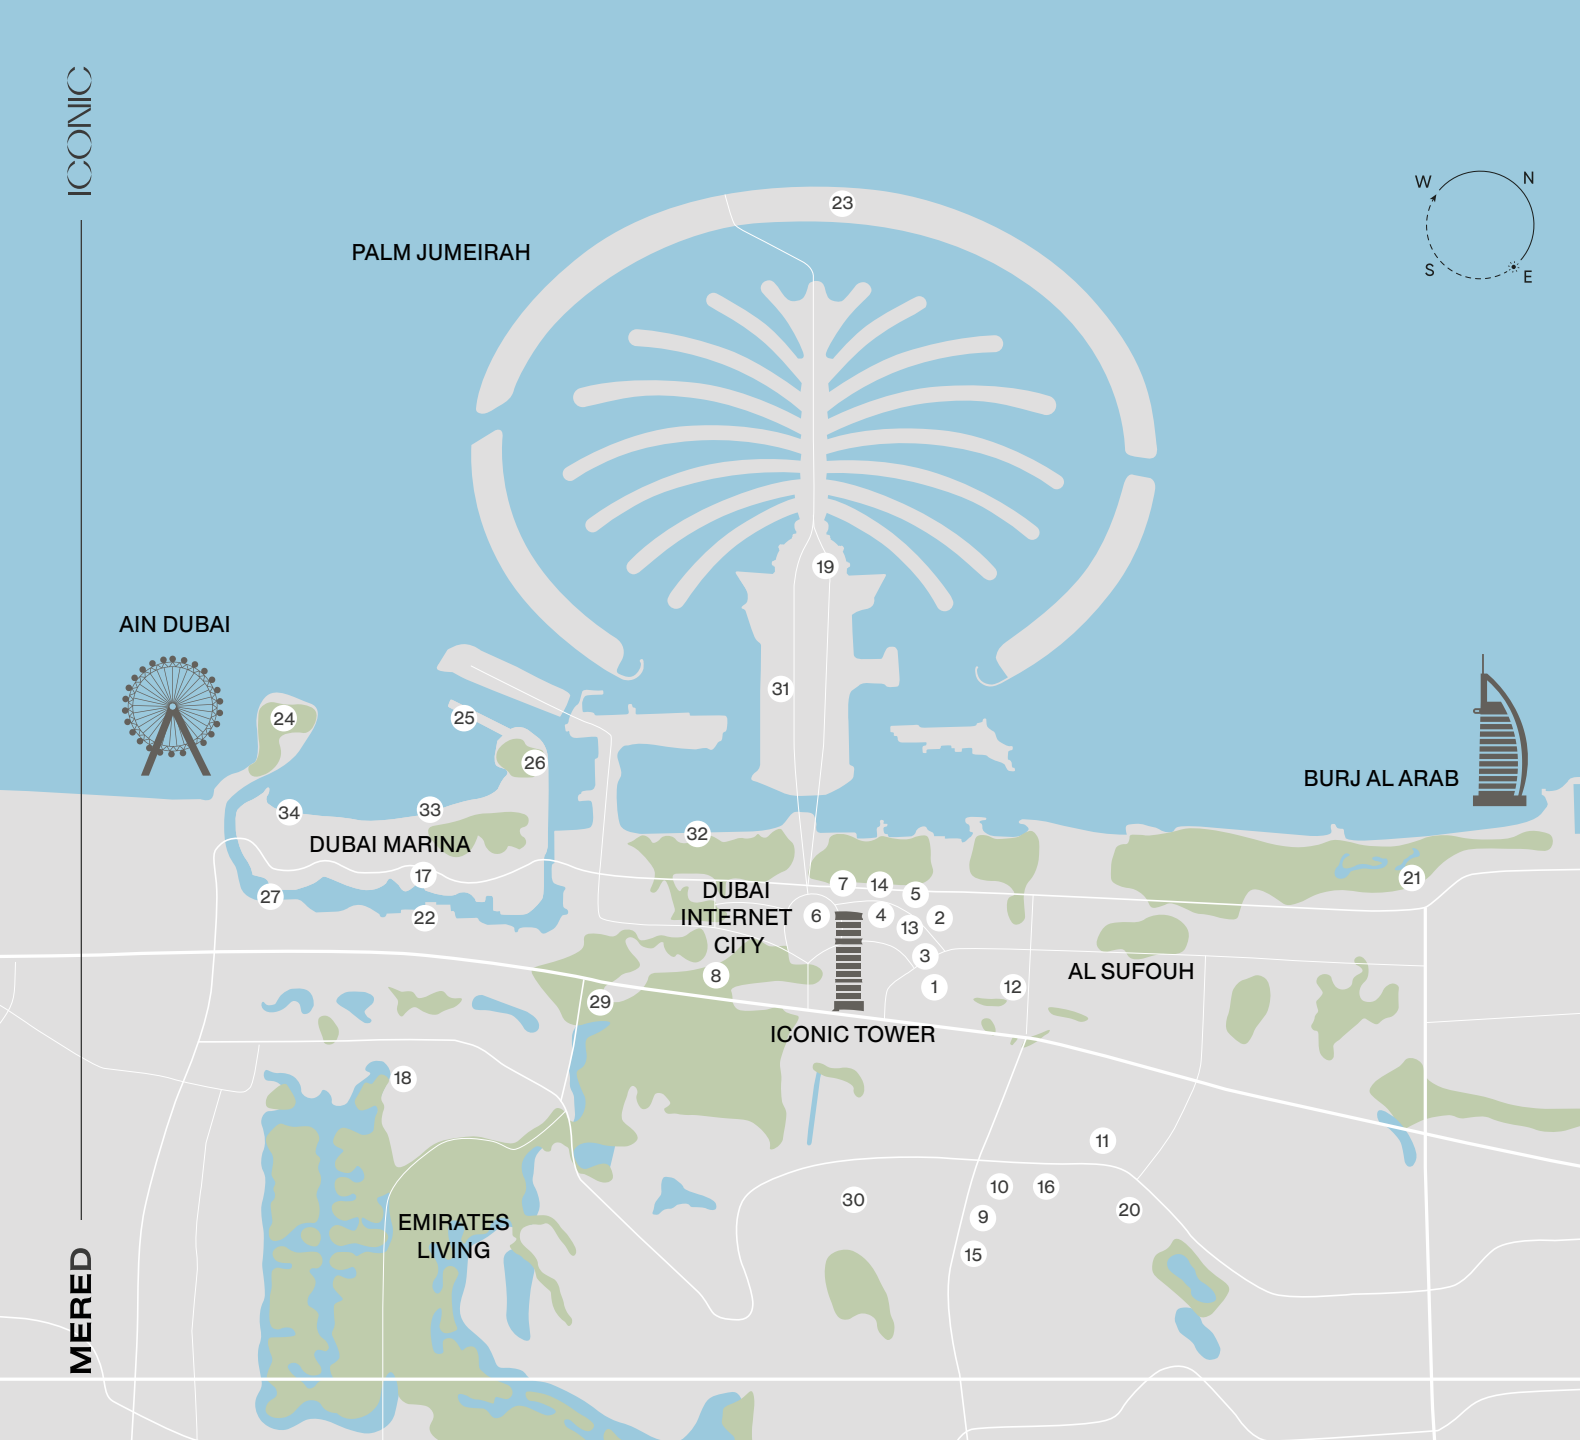 ICONIC
W
N
S
E
23
PALM JUMEIRAH
19
AIN DUBAI
31
24
25
26
BURJ AL ARAB
34
33
32
DUBAI MARINA
17
27
22
7
14
5
21
DUBAI
INTERNET
CITY
6
4
13
2
3
8
1
12
AL SUFOUH
29
ICONIC TOWER
18
11
30
10
16
9
20
15
EMIRATES
LIVING
MERED